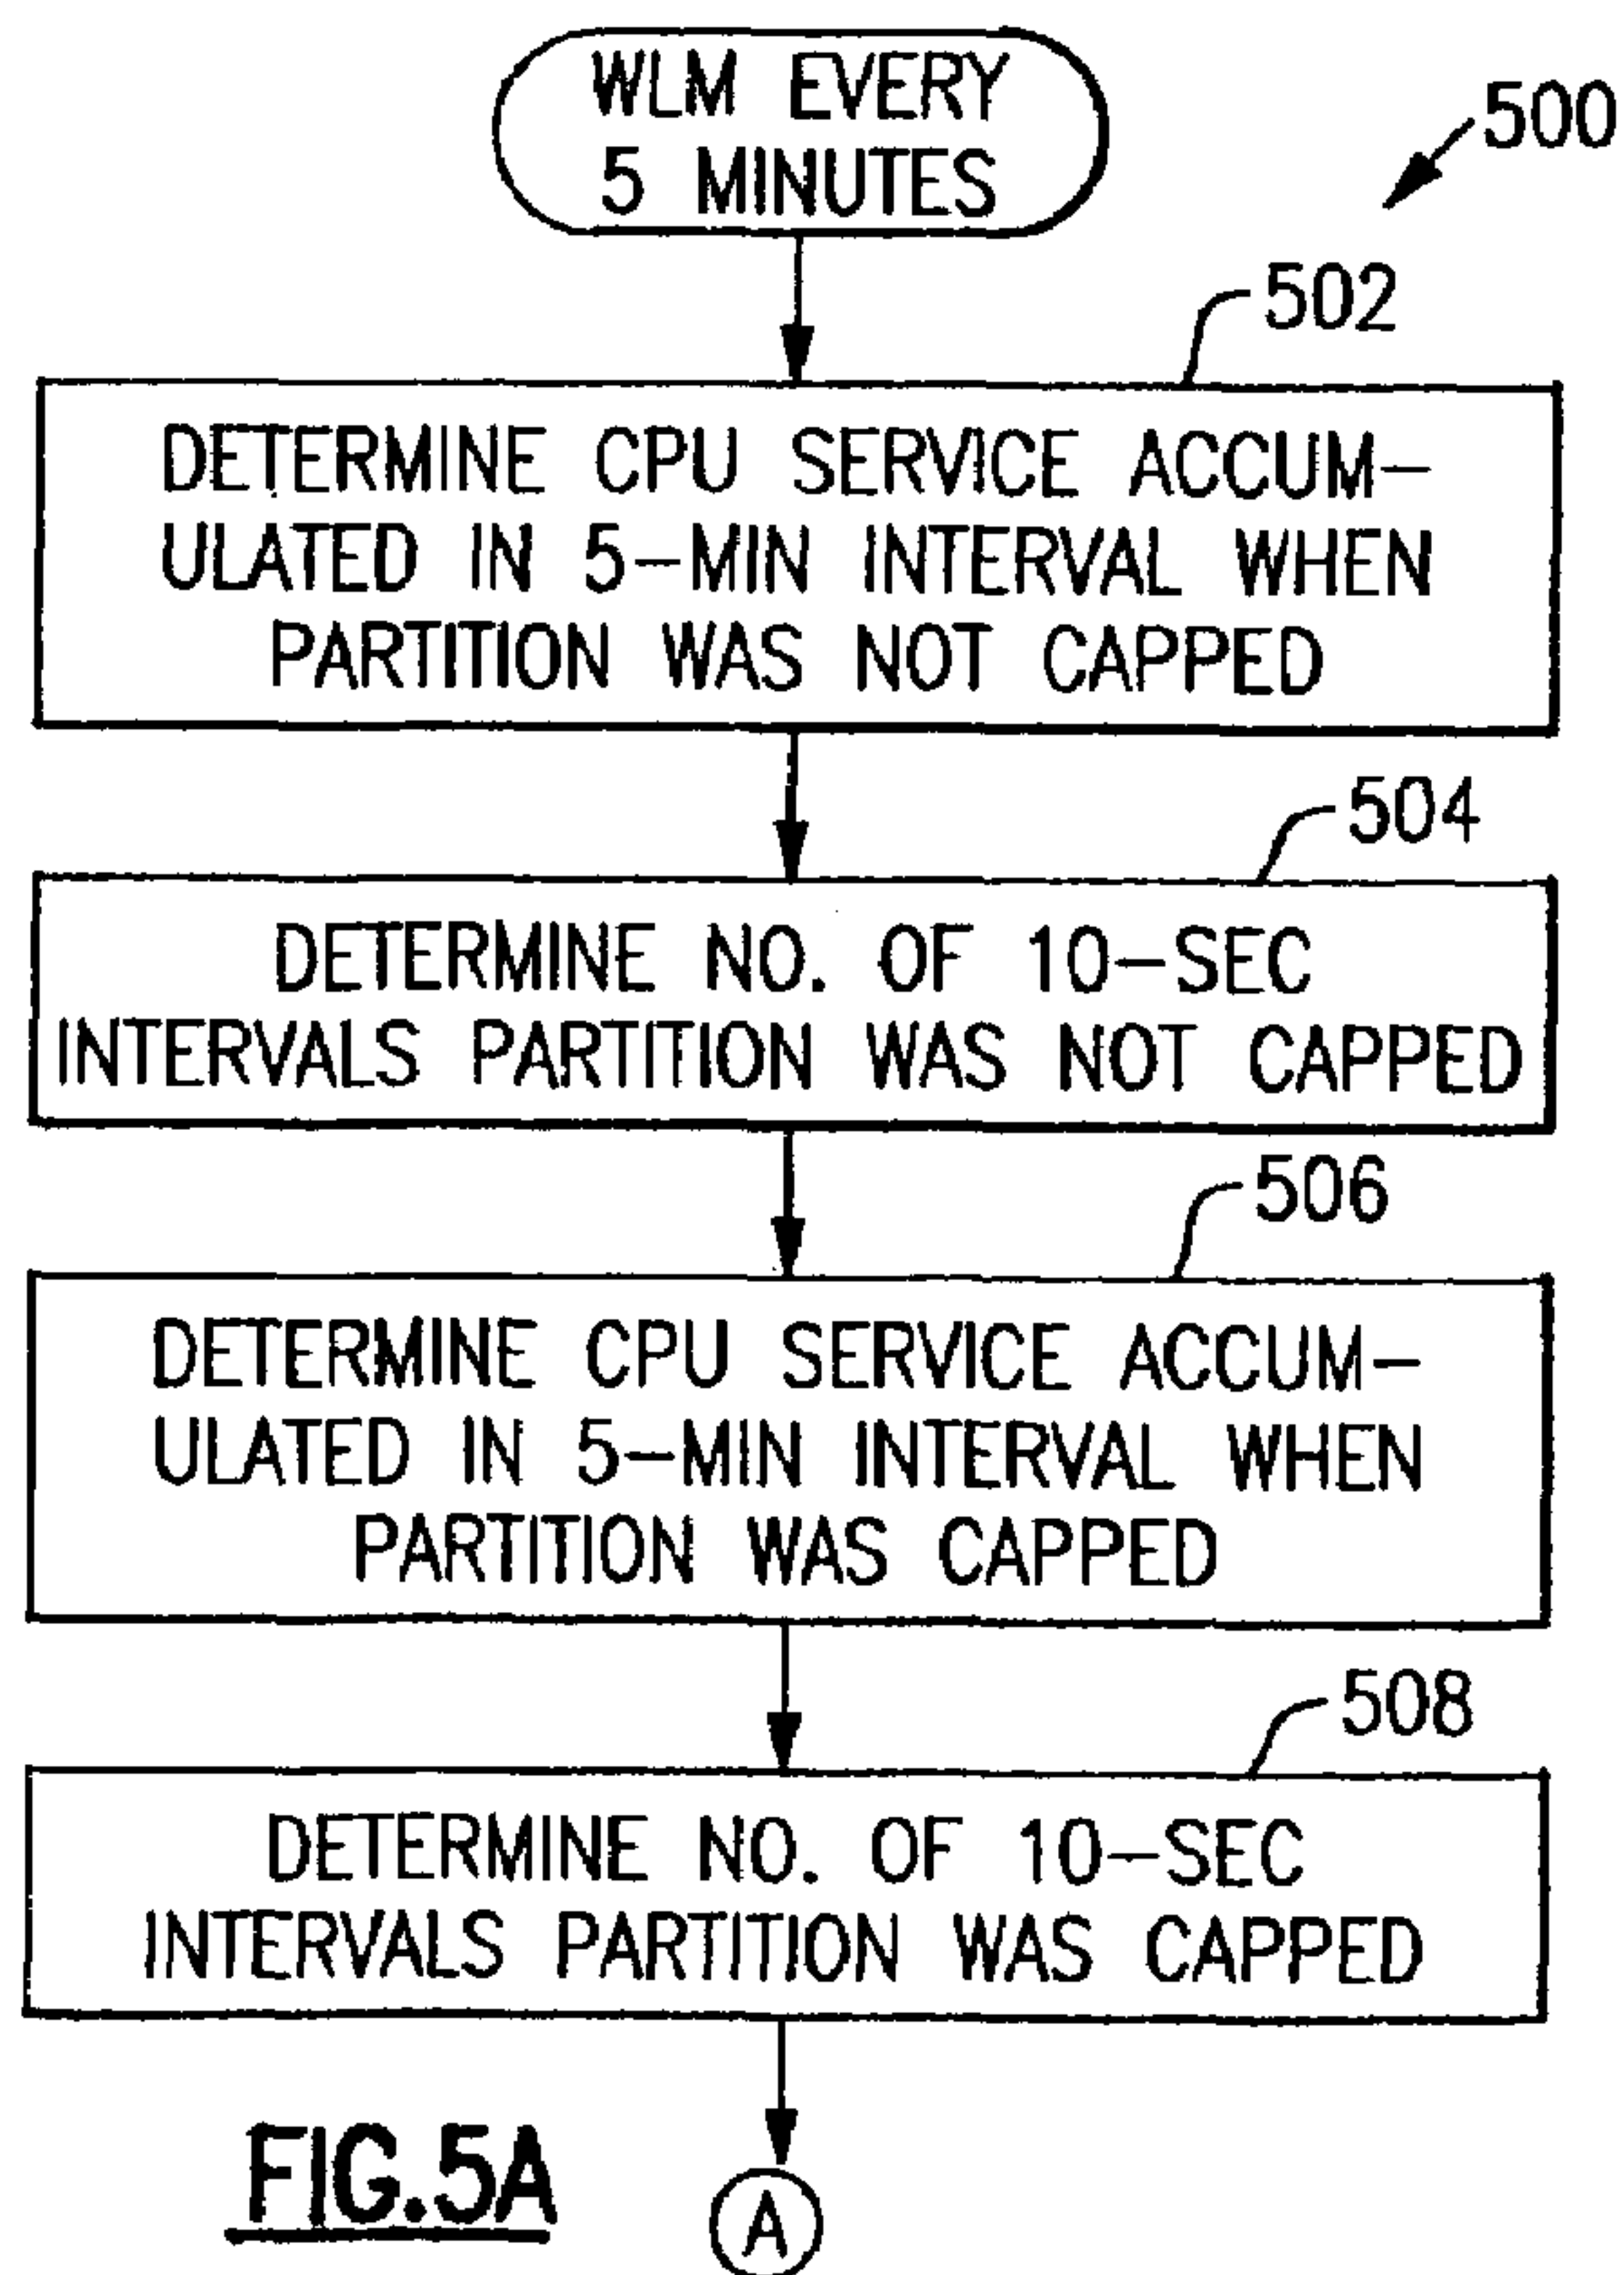 WLM EVERY
5 MINUTES
500
502
DETERMINE CPU SERVICE ACCUM-
ULATED IN 5-MIN INTERVAL WHEN
PARTITION WAS NOT CAPPED
504
DETERMINE NO. OF 10-SEC
INTERVALS PARTITION WAS NOT CAPPED
506
DETERMINE CPU SERVICE ACCUM-
ULATED IN 5-MIN INTERVAL WHEN
PARTITION WAS CAPPED
508
DETERMINE NO. OF 10-SEC
INTERVALS PARTITION WAS CAPPED
FIG.5A
A